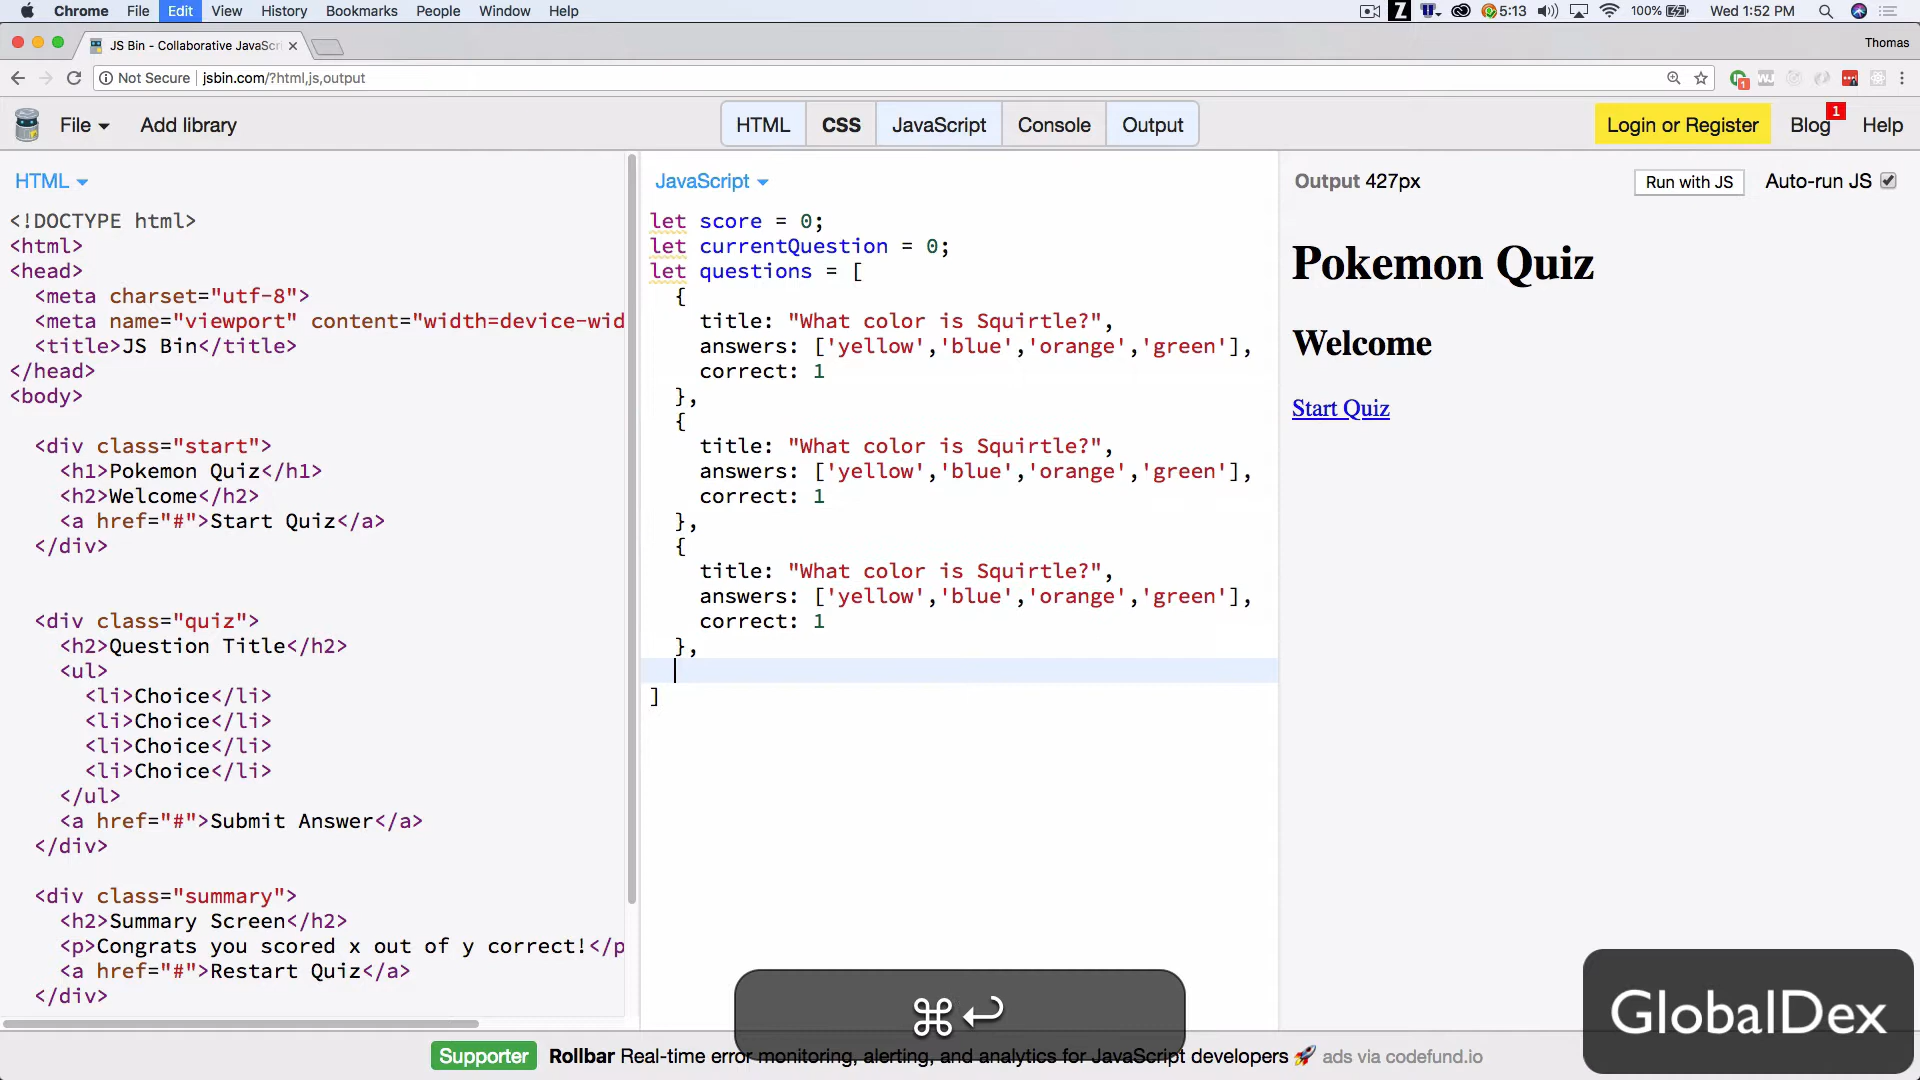 Chrome File Edit View History Bookmarks People Window Help
5:13 100% Wed 1:52 PM
JS Bin - Collaborative JavaScri
Thomas
Not Secure jsbin.com/?html,js,output
File Add library
HTML CSS JavaScript Console Output
Login or Register Blog 1 Help
HTML
<!DOCTYPE html>
<html>
<head>
<meta charset="utf-8">
<meta name="viewport" content="width=device-wid
<title>JS Bin</title>
</head>
<body>
<div class="start">
<h1>Pokemon Quiz</h1>
<h2>Welcome</h2>
<a href="#">Start Quiz</a>
</div>
<div class="quiz">
<h2>Question Title</h2>
<ul>
<li>Choice</li>
<li>Choice</li>
<li>Choice</li>
<li>Choice</li>
</ul>
<a href="#">Submit Answer</a>
</div>
<div class="summary">
<h2>Summary Screen</h2>
<p>Congrats you scored x out of y correct!</p
<a href="#">Restart Quiz</a>
</div>
JavaScript
let score = 0;
let currentQuestion = 0;
let questions = [
{
title: "What color is Squirtle?",
answers: ['yellow','blue','orange','green'],
correct: 1
},
{
title: "What color is Squirtle?",
answers: ['yellow','blue','orange','green'],
correct: 1
},
{
title: "What color is Squirtle?",
answers: ['yellow','blue','orange','green'],
correct: 1
},
]
Output 427px
Run with JS Auto-run JS
Pokemon Quiz
Welcome
Start Quiz
⌘↩
GlobalDex
Supporter Rollbar Real-time error monitoring, alerting, and analytics for JavaScript developers 🚀 ads via codefund.io